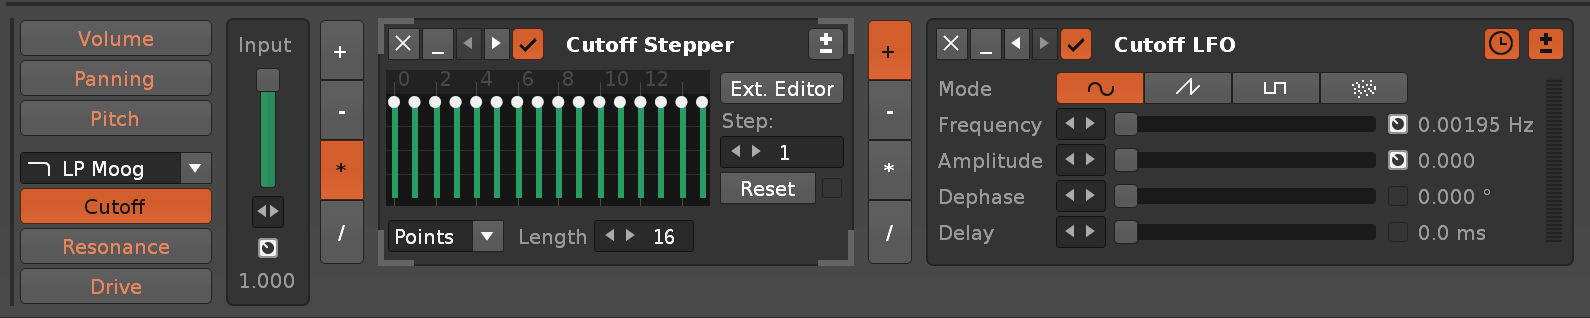 Volume
Panning
Pitch
LP Moog
Cutoff
Resonance
Drive
Input
1.000
+
-
*
/
Cutoff Stepper
0 2 4 6 8 10 12
Ext. Editor
Step:
1
Reset
Points Length 16
+
-
*
/
Cutoff LFO
Mode
Frequency 0.00195 Hz
Amplitude 0.000
Dephase 0.000 °
Delay 0.0 ms